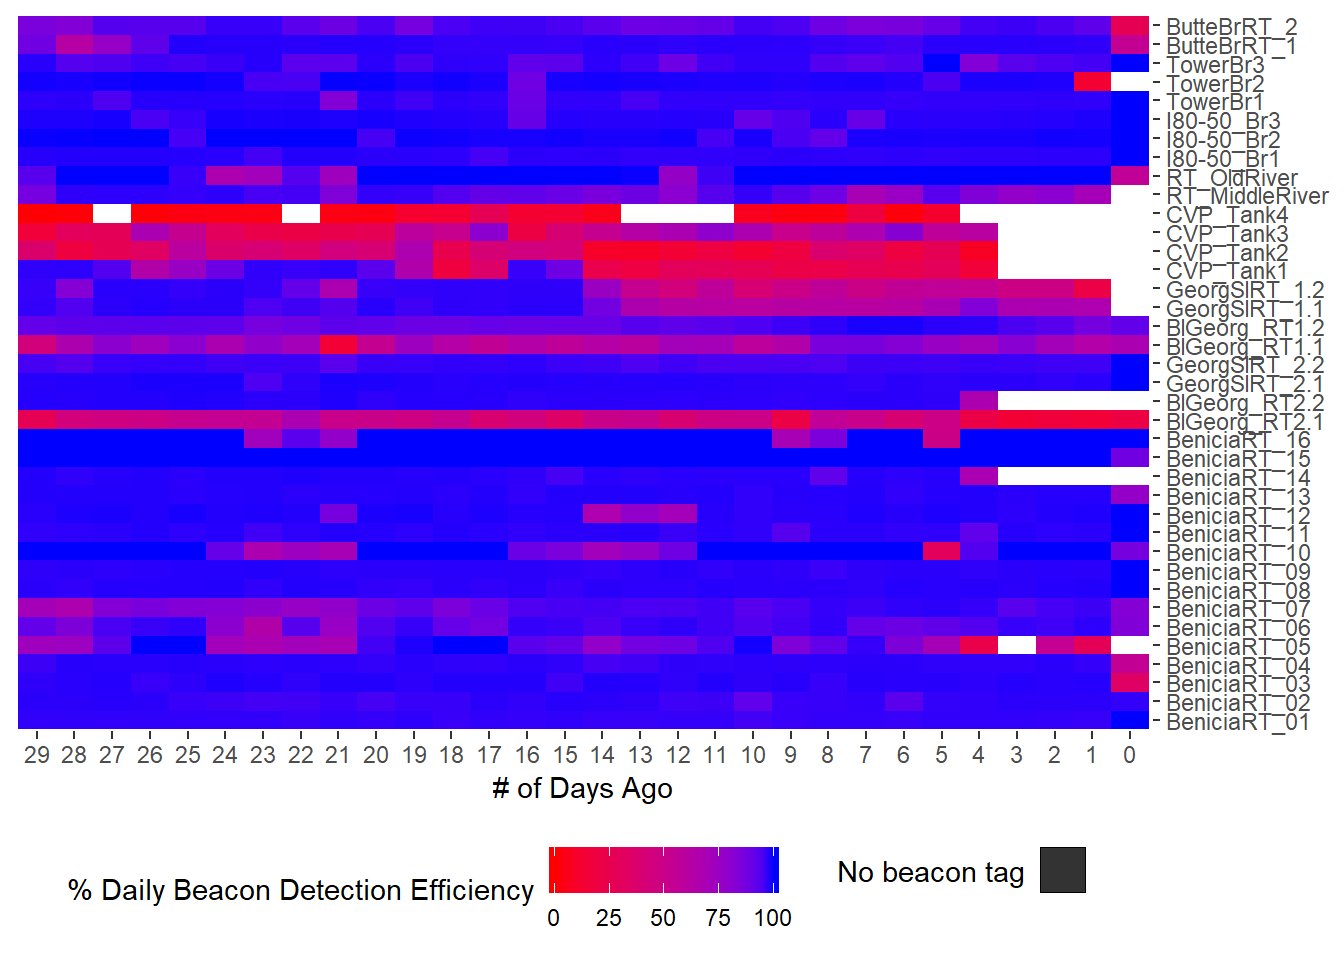 ButteBrRT_2
ButteBrRT_1
TowerBr3
TowerBr2
TowerBr1
I80-50_Br3
I80-50_Br2
I80-50_Br1
RT_OldRiver
RT_MiddleRiver
CVP_Tank4
CVP_Tank3
CVP_Tank2
CVP_Tank1
GeorgSlRT_1.2
GeorgSlRT_1.1
BlGeorg_RT1.2
BlGeorg_RT1.1
GeorgSlRT_2.2
GeorgSlRT_2.1
BlGeorg_RT2.2
BlGeorg_RT2.1
BeniciaRT_16
BeniciaRT_15
BeniciaRT_14
BeniciaRT_13
BeniciaRT_12
BeniciaRT_11
BeniciaRT_10
BeniciaRT_09
BeniciaRT_08
BeniciaRT_07
BeniciaRT_06
BeniciaRT_05
BeniciaRT_04
BeniciaRT_03
BeniciaRT_02
BeniciaRT_01
29 28 27 26 25 24 23 22 21 20 19 18 17 16 15 14 13 12 11 10 9 8 7 6 5 4 3 2 1 0
# of Days Ago
% Daily Beacon Detection Efficiency
0 25 50 75 100
No beacon tag